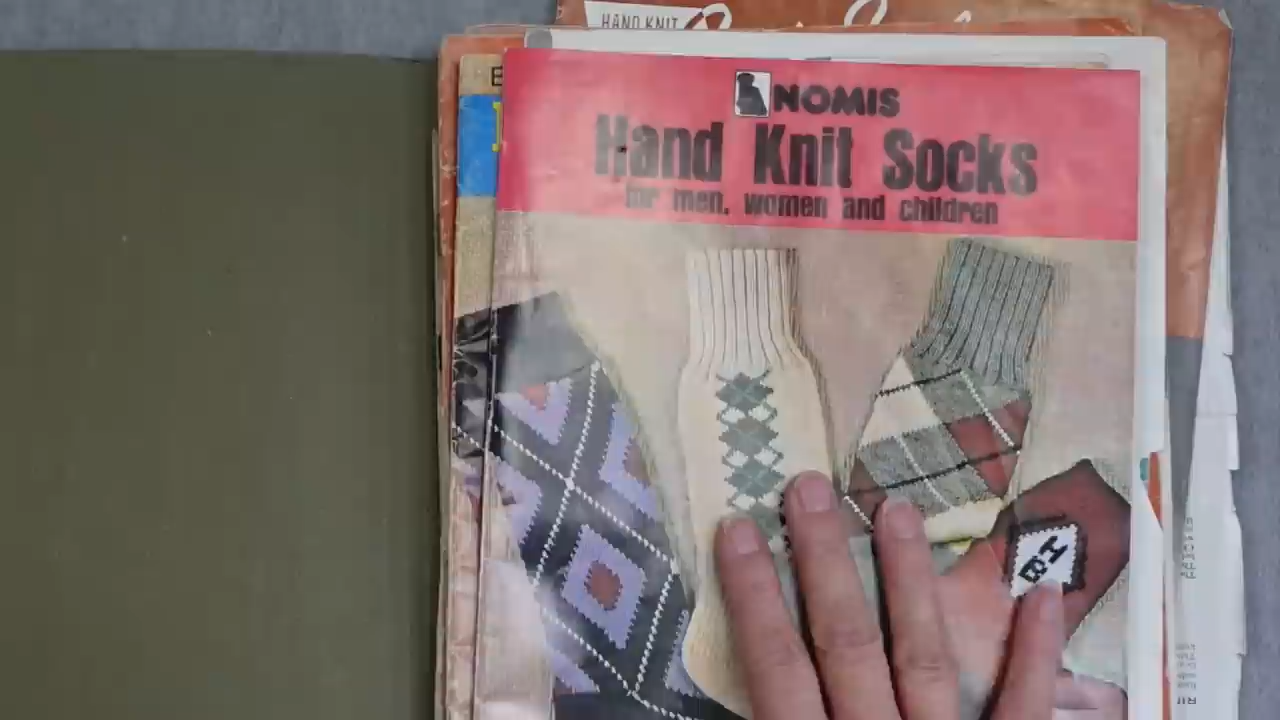 HAND KNIT
NOMIS
Hand Knit Socks
for men, women and children
H
B